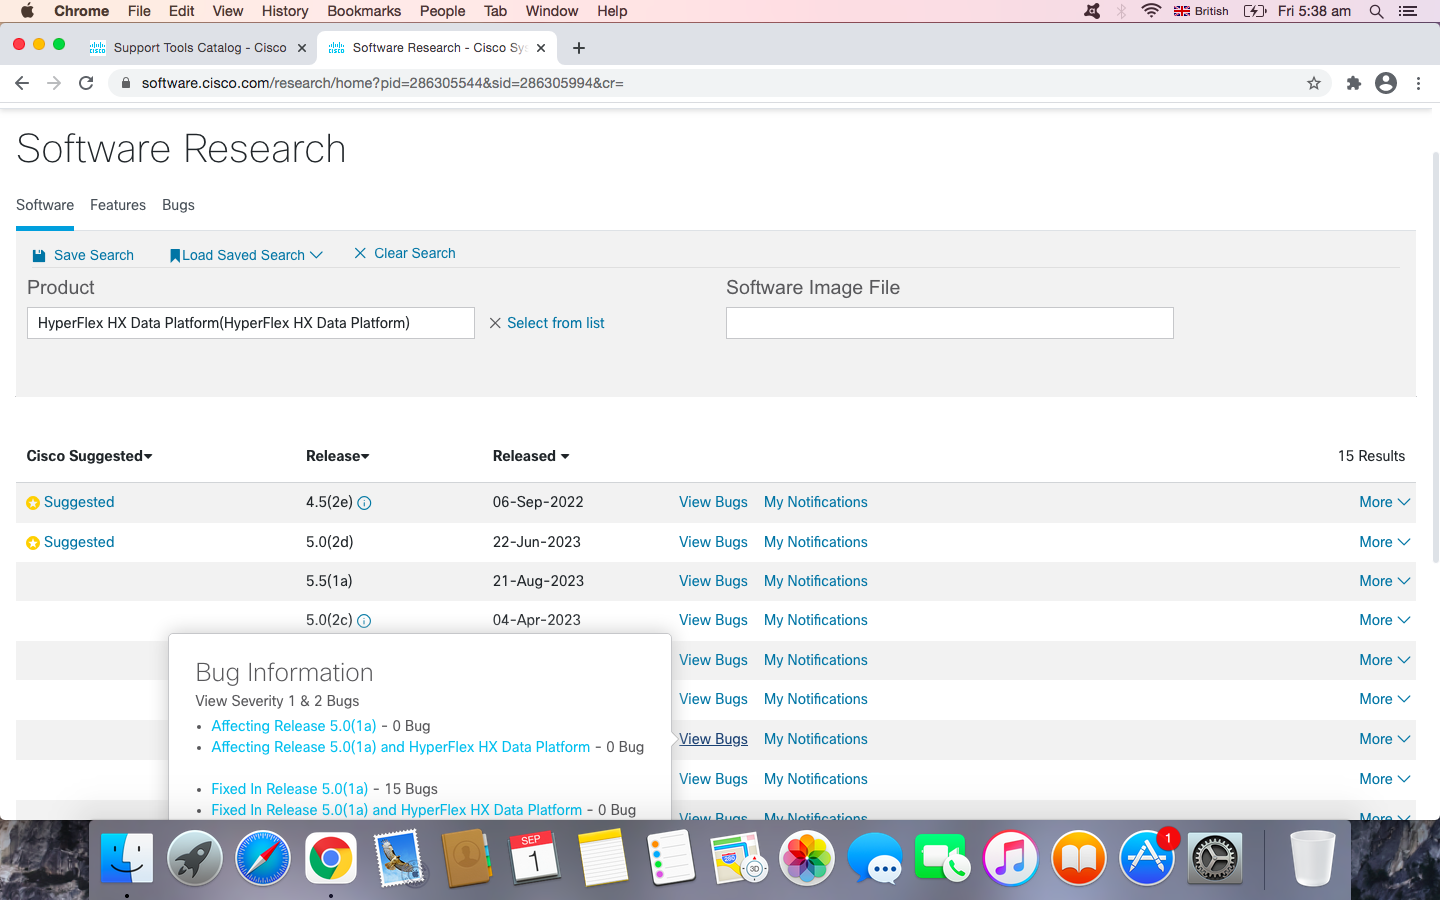 Chrome File Edit View History Bookmarks People Tab Window Help British Fri 5:38 am
Support Tools Catalog - Cisco Software Research - Cisco Sys
software.cisco.com/research/home?pid=286305544&sid=286305994&cr=
Software Research
Software Features Bugs
Save Search Load Saved Search Clear Search
Product Software Image File
HyperFlex HX Data Platform(HyperFlex HX Data Platform) Select from list
Cisco Suggested Release Released 15 Results
Suggested 4.5(2e) 06-Sep-2022 View Bugs My Notifications More
Suggested 5.0(2d) 22-Jun-2023 View Bugs My Notifications More
5.5(1a) 21-Aug-2023 View Bugs My Notifications More
5.0(2c) 04-Apr-2023 View Bugs My Notifications More
View Bugs My Notifications More
View Bugs My Notifications More
View Bugs My Notifications More
View Bugs My Notifications More
View Bugs My Notifications More
Bug Information
View Severity 1 & 2 Bugs
• Affecting Release 5.0(1a) - 0 Bug
• Affecting Release 5.0(1a) and HyperFlex HX Data Platform - 0 Bug
• Fixed In Release 5.0(1a) - 15 Bugs
• Fixed In Release 5.0(1a) and HyperFlex HX Data Platform - 0 Bug
SEP
1
280
3D
1